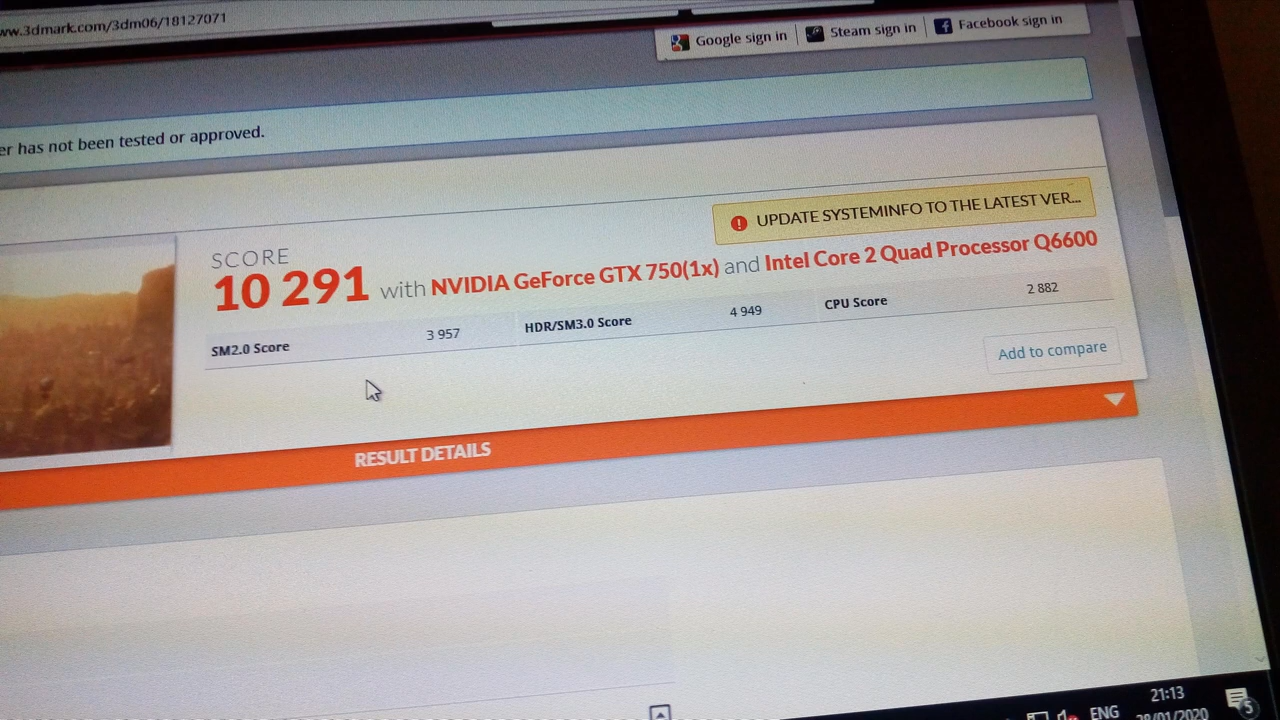 ww.3dmark.com/3dm06/18127071
Google sign in
Steam sign in
Facebook sign in
er has not been tested or approved.
UPDATE SYSTEMINFO TO THE LATEST VER...
SCORE
10 291 with NVIDIA GeForce GTX 750(1x) and Intel Core 2 Quad Processor Q6600
SM2.0 Score 3 957 HDR/SM3.0 Score 4 949 CPU Score 2 882
Add to compare
RESULT DETAILS
21:13
ENG
5